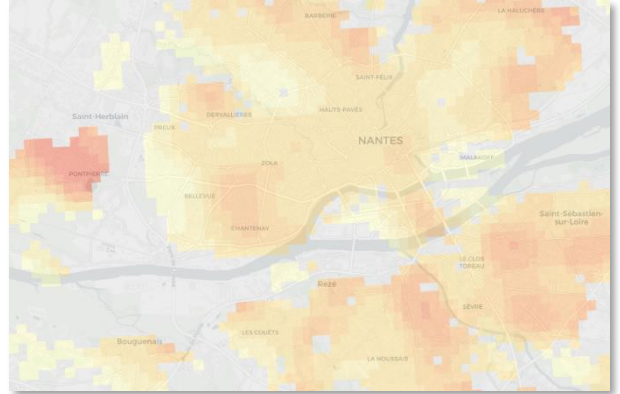 LA HALLUCHÈRE
BARBERIE
SAINT-FÉLIX
HAUTS-PAVÉS
DERVALLIÈRES
Saint-Herblain
PREUX
NANTES
MALAKOFF
ZOLA
PONTPIERRE
BELLEVUE
CHANTENAY
Saint-Sébastien-
sur-Loire
LE CLOS
TOREAU
Rezé
SÈVRE
LES COUËTS
Bouguenais
LA HOUSSAIS